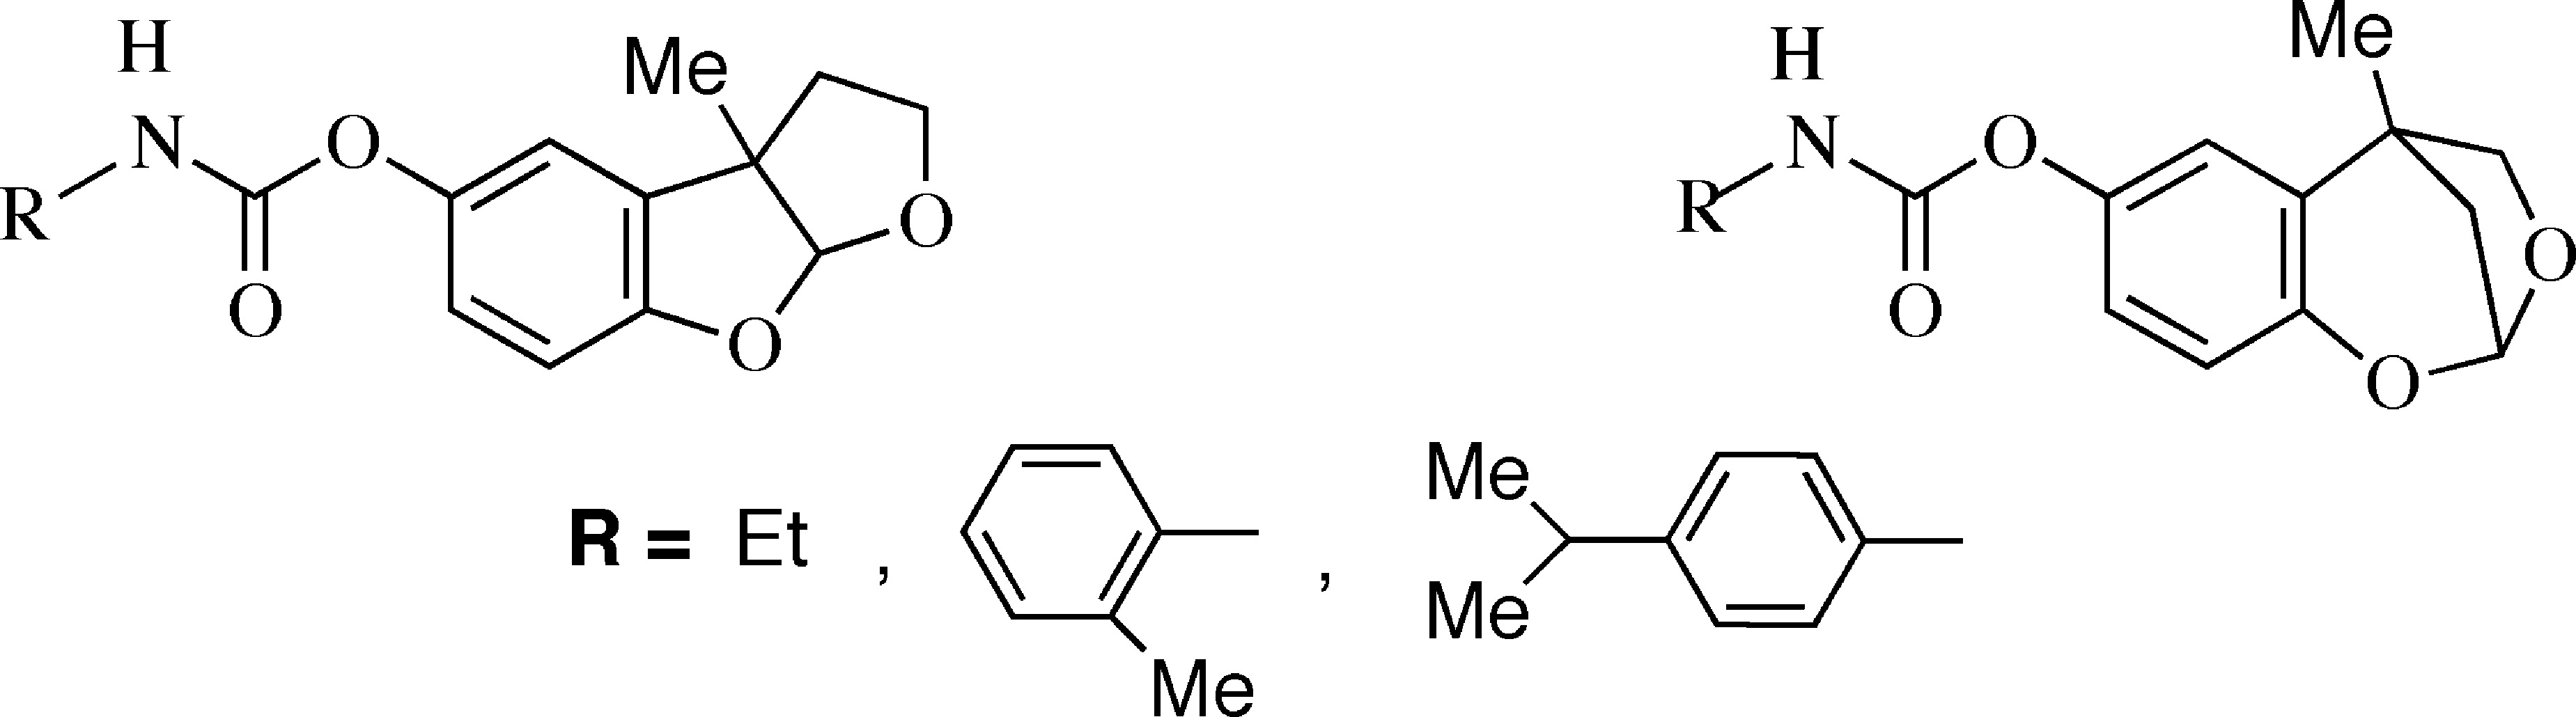 H Me H Me
N O O N O O
R O O R O O
R = Et , , Me
Me Me